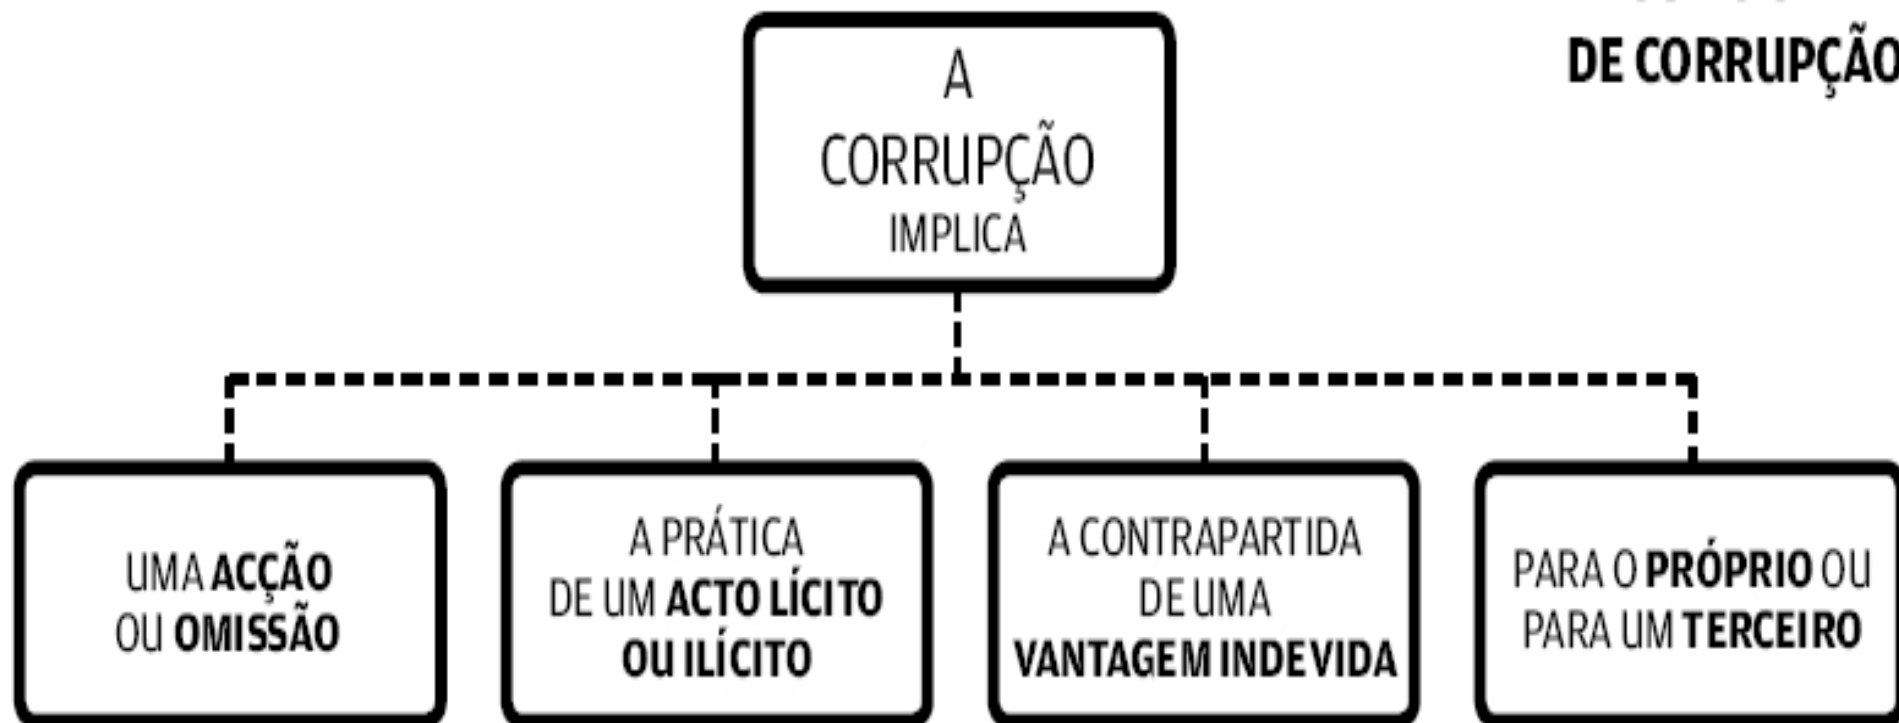 DE CORRUPÇÃO
A
CORRUPÇÃO
IMPLICA
UMA ACÇÃO
OU OMISSÃO
A PRÁTICA
DE UM ACTO LÍCITO
OU ILÍCITO
A CONTRAPARTIDA
DE UMA
VANTAGEM INDEVIDA
PARA O PRÓPRIO OU
PARA UM TERCEIRO